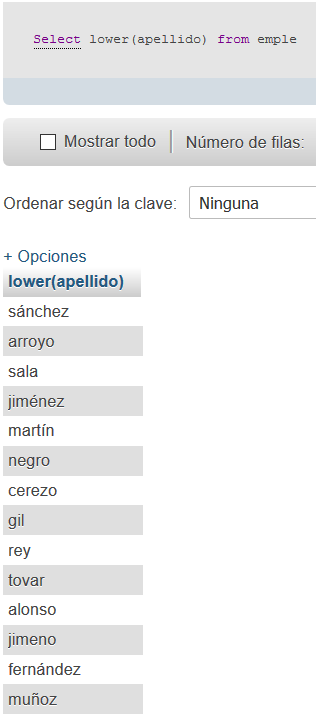 Select lower(apellido) from emple
Mostrar todo Número de filas:
Ordenar según la clave: Ninguna
+ Opciones
lower(apellido)
sánchez
arroyo
sala
jiménez
martín
negro
cerezo
gil
rey
tovar
alonso
jimeno
fernández
muñoz